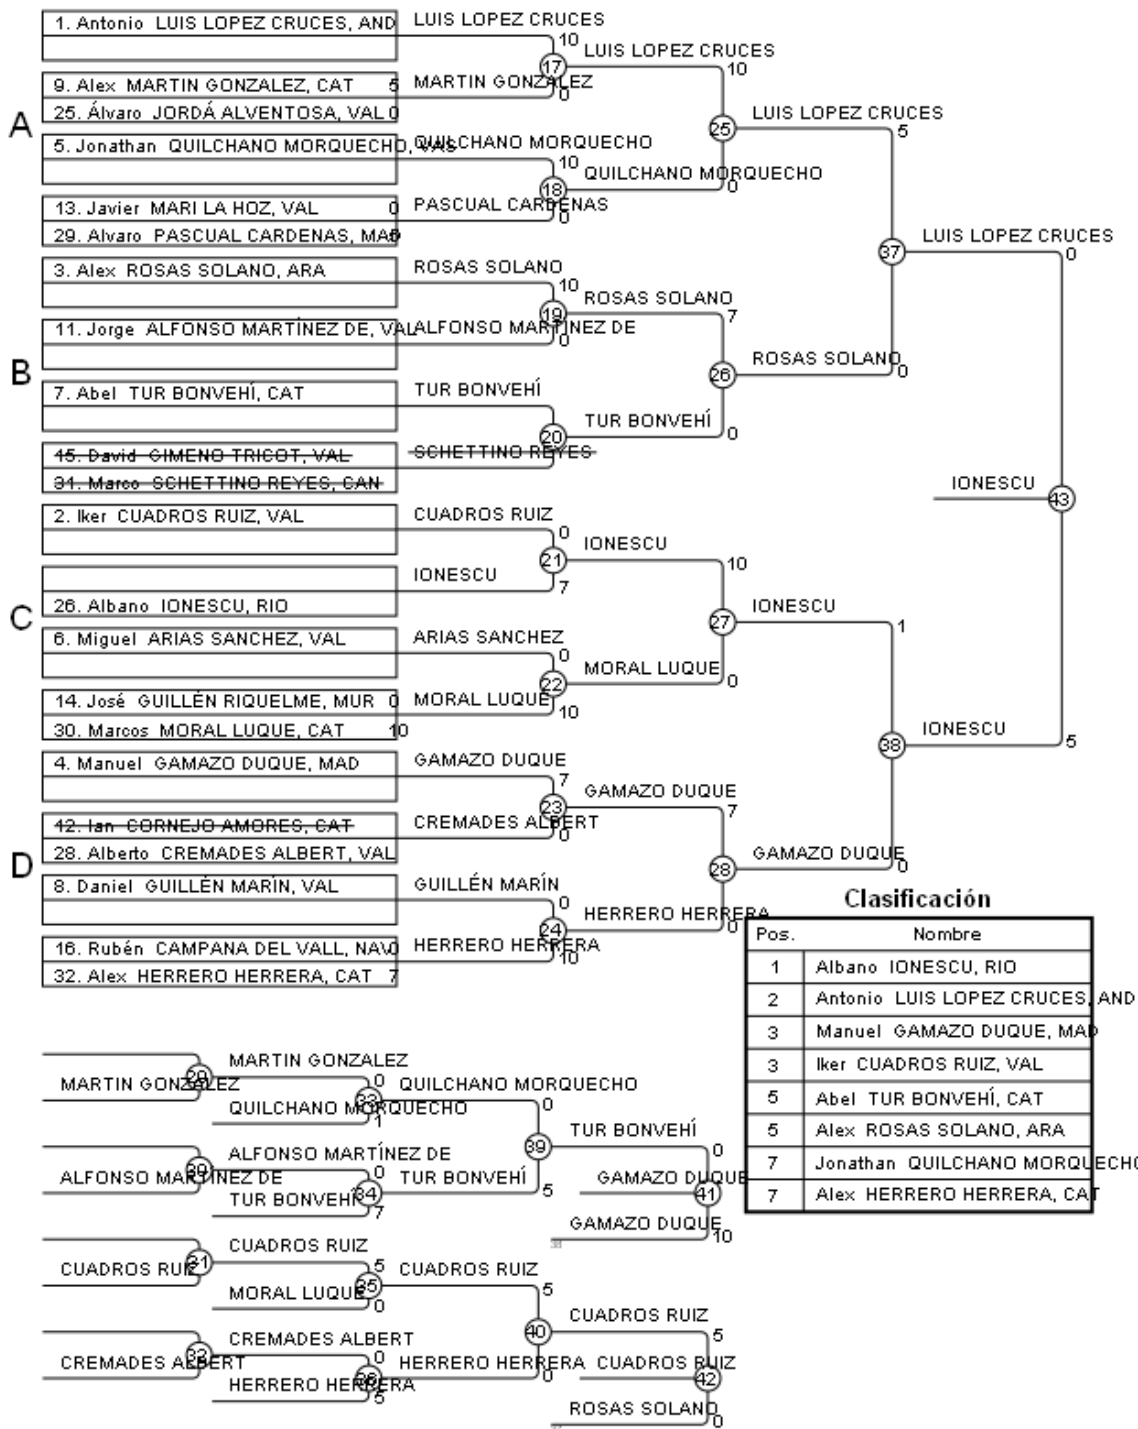 1. Antonio LUIS LOPEZ CRUCES, AND
LUIS LOPEZ CRUCES
10
17
LUIS LOPEZ CRUCES
10
9. Alex MARTIN GONZALEZ, CAT 5
MARTIN GONZALEZ
0
25. Álvaro JORDÁ ALVENTOSA, VAL 0
A
25
LUIS LOPEZ CRUCES
5
5. Jonathan QUILCHANO MORQUECHO, VAS
QUILCHANO MORQUECHO
10
18
QUILCHANO MORQUECHO
0
13. Javier MARI LA HOZ, VAL 0
PASCUAL CARDENAS
0
29. Alvaro PASCUAL CARDENAS, MAD
37
LUIS LOPEZ CRUCES
0
3. Alex ROSAS SOLANO, ARA
ROSAS SOLANO
10
19
ROSAS SOLANO
7
11. Jorge ALFONSO MARTÍNEZ DE, VAL
ALFONSO MARTÍNEZ DE
0
B
26
ROSAS SOLANO
0
7. Abel TUR BONVEHÍ, CAT
TUR BONVEHÍ
20
TUR BONVEHÍ
0
15. David GIMENO TRICOT, VAL
SCHETTINO REYES
31. Marco SCHETTINO REYES, CAN
IONESCU
43
2. Iker CUADROS RUIZ, VAL
CUADROS RUIZ
0
21
IONESCU
10
IONESCU
7
26. Albano IONESCU, RIO
C
27
IONESCU
1
6. Miguel ARIAS SANCHEZ, VAL
ARIAS SANCHEZ
0
22
MORAL LUQUE
0
14. José GUILLÉN RIQUELME, MUR 0
MORAL LUQUE
10
30. Marcos MORAL LUQUE, CAT 10
38
IONESCU
5
4. Manuel GAMAZO DUQUE, MAD
GAMAZO DUQUE
7
23
GAMAZO DUQUE
7
12. Ian CORNEJO AMORES, CAT
CREMADES ALBERT
0
28. Alberto CREMADES ALBERT, VAL
D
28
GAMAZO DUQUE
0
8. Daniel GUILLÉN MARÍN, VAL
GUILLÉN MARÍN
0
24
HERRERO HERRERA
0
16. Rubén CAMPANA DEL VALL, NAV 0
HERRERO HERRERA
10
32. Alex HERRERO HERRERA, CAT 7
Clasificación
Pos. Nombre
1 Albano IONESCU, RIO
2 Antonio LUIS LOPEZ CRUCES, AND
3 Manuel GAMAZO DUQUE, MAD
3 Iker CUADROS RUIZ, VAL
5 Abel TUR BONVEHÍ, CAT
5 Alex ROSAS SOLANO, ARA
7 Jonathan QUILCHANO MORQUECHO
7 Alex HERRERO HERRERA, CAT
MARTIN GONZALEZ
29
MARTIN GONZALEZ
0
33
QUILCHANO MORQUECHO
0
QUILCHANO MORQUECHO
1
39
TUR BONVEHÍ
0
ALFONSO MARTÍNEZ DE
30
ALFONSO MARTÍNEZ DE
0
34
TUR BONVEHÍ
5
TUR BONVEHÍ
7
GAMAZO DUQUE
41
GAMAZO DUQUE
10
CUADROS RUIZ
31
CUADROS RUIZ
5
35
CUADROS RUIZ
5
MORAL LUQUE
0
40
CUADROS RUIZ
5
CREMADES ALBERT
32
CREMADES ALBERT
0
36
HERRERO HERRERA
0
HERRERO HERRERA
5
CUADROS RUIZ
42
ROSAS SOLANO
0